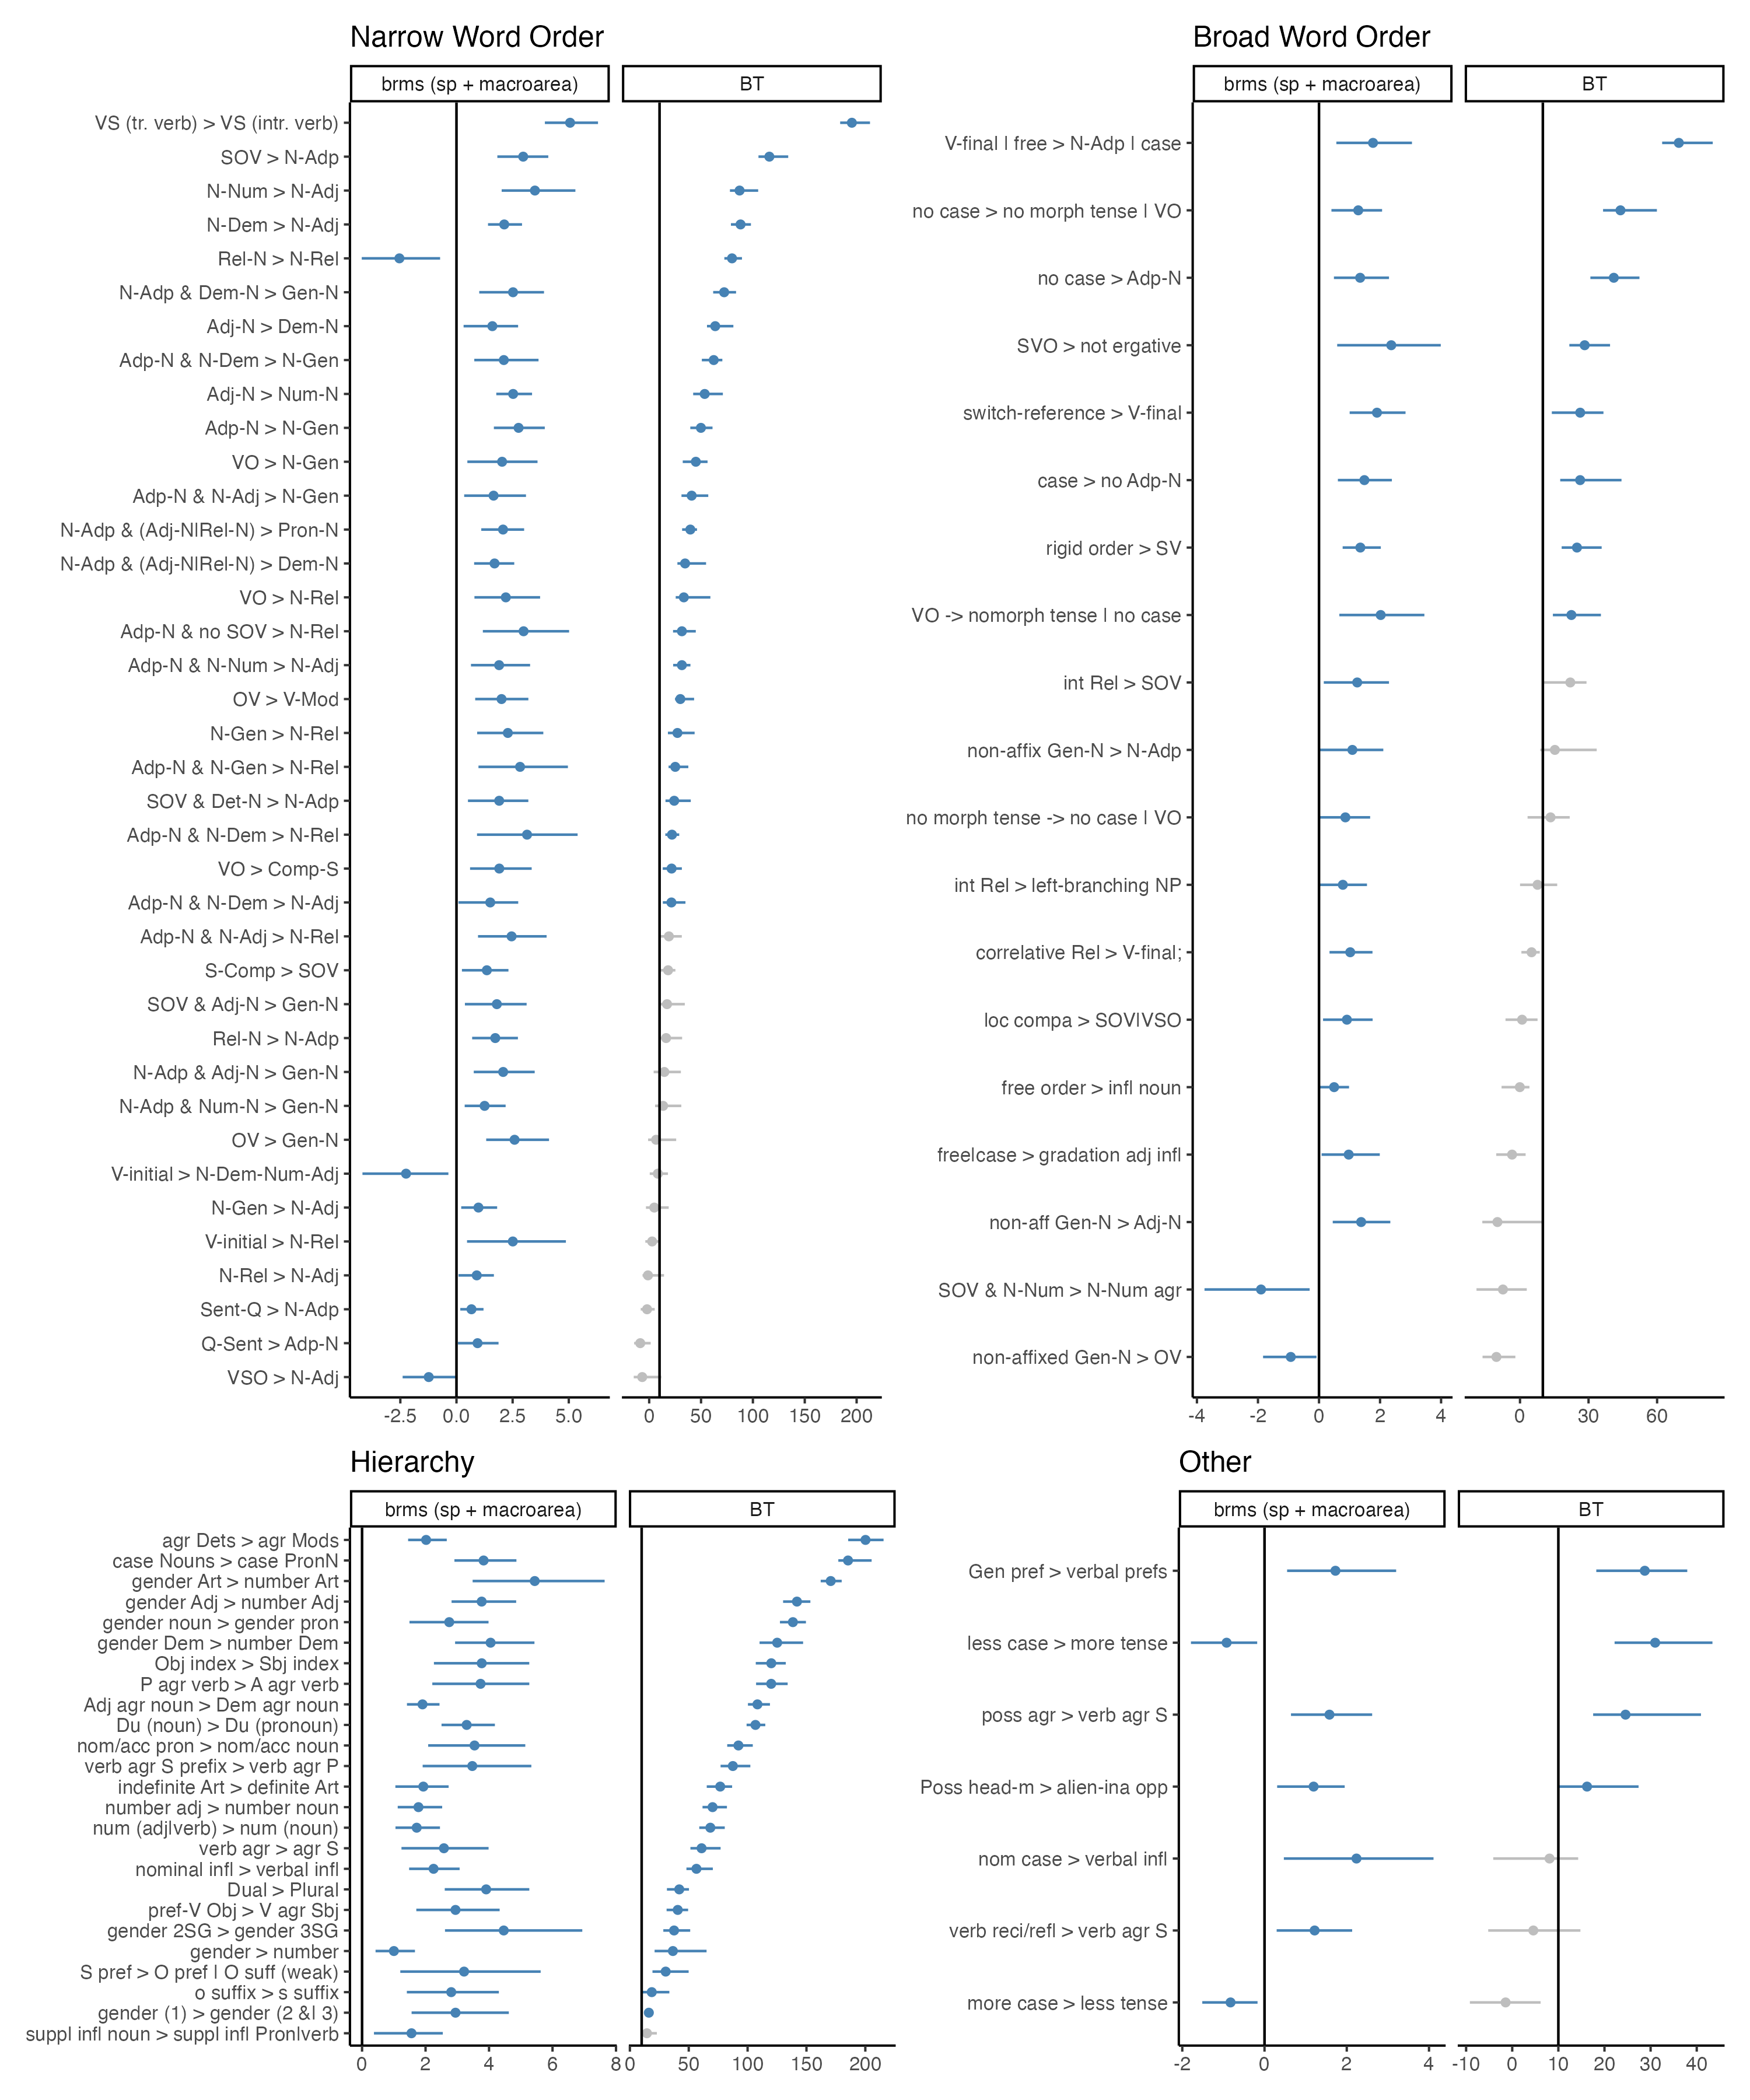 Narrow Word Order
brms (sp + macroarea)
BT
VS (tr. verb) > VS (intr. verb)
SOV > N-Adp
N-Num > N-Adj
N-Dem > N-Adj
Rel-N > N-Rel
N-Adp & Dem-N > Gen-N
Adj-N > Dem-N
Adp-N & N-Dem > N-Gen
Adj-N > Num-N
Adp-N > N-Gen
VO > N-Gen
Adp-N & N-Adj > N-Gen
N-Adp & (Adj-N|Rel-N) > Pron-N
N-Adp & (Adj-N|Rel-N) > Dem-N
VO > N-Rel
Adp-N & no SOV > N-Rel
Adp-N & N-Num > N-Adj
OV > V-Mod
N-Gen > N-Rel
Adp-N & N-Gen > N-Rel
SOV & Det-N > N-Adp
Adp-N & N-Dem > N-Rel
VO > Comp-S
Adp-N & N-Dem > N-Adj
Adp-N & N-Adj > N-Rel
S-Comp > SOV
SOV & Adj-N > Gen-N
Rel-N > N-Adp
N-Adp & Adj-N > Gen-N
N-Adp & Num-N > Gen-N
OV > Gen-N
V-initial > N-Dem-Num-Adj
N-Gen > N-Adj
V-initial > N-Rel
N-Rel > N-Adj
Sent-Q > N-Adp
Q-Sent > Adp-N
VSO > N-Adj
-2.5 0.0 2.5 5.0
0 50 100 150 200
Broad Word Order
brms (sp + macroarea)
BT
V-final | free > N-Adp | case
no case > no morph tense | VO
no case > Adp-N
SVO > not ergative
switch-reference > V-final
case > no Adp-N
rigid order > SV
VO -> nomorph tense | no case
int Rel > SOV
non-affix Gen-N > N-Adp
no morph tense -> no case | VO
int Rel > left-branching NP
correlative Rel > V-final;
loc compa > SOV|VSO
free order > infl noun
free|case > gradation adj infl
non-aff Gen-N > Adj-N
SOV & N-Num > N-Num agr
non-affixed Gen-N > OV
-4 -2 0 2 4
0 30 60
Hierarchy
brms (sp + macroarea)
BT
agr Dets > agr Mods
case Nouns > case PronN
gender Art > number Art
gender Adj > number Adj
gender noun > gender pron
gender Dem > number Dem
Obj index > Sbj index
P agr verb > A agr verb
Adj agr noun > Dem agr noun
Du (noun) > Du (pronoun)
nom/acc pron > nom/acc noun
verb agr S prefix > verb agr P
indefinite Art > definite Art
number adj > number noun
num (adj|verb) > num (noun)
verb agr > agr S
nominal infl > verbal infl
Dual > Plural
pref-V Obj > V agr Sbj
gender 2SG > gender 3SG
gender > number
S pref > O pref | O suff (weak)
o suffix > s suffix
gender (1) > gender (2 &| 3)
suppl infl noun > suppl infl Pron|verb
0 2 4 6 8
0 50 100 150 200
Other
brms (sp + macroarea)
BT
Gen pref > verbal prefs
less case > more tense
poss agr > verb agr S
Poss head-m > alien-ina opp
nom case > verbal infl
verb reci/refl > verb agr S
more case > less tense
-2 0 2 4
-10 0 10 20 30 40